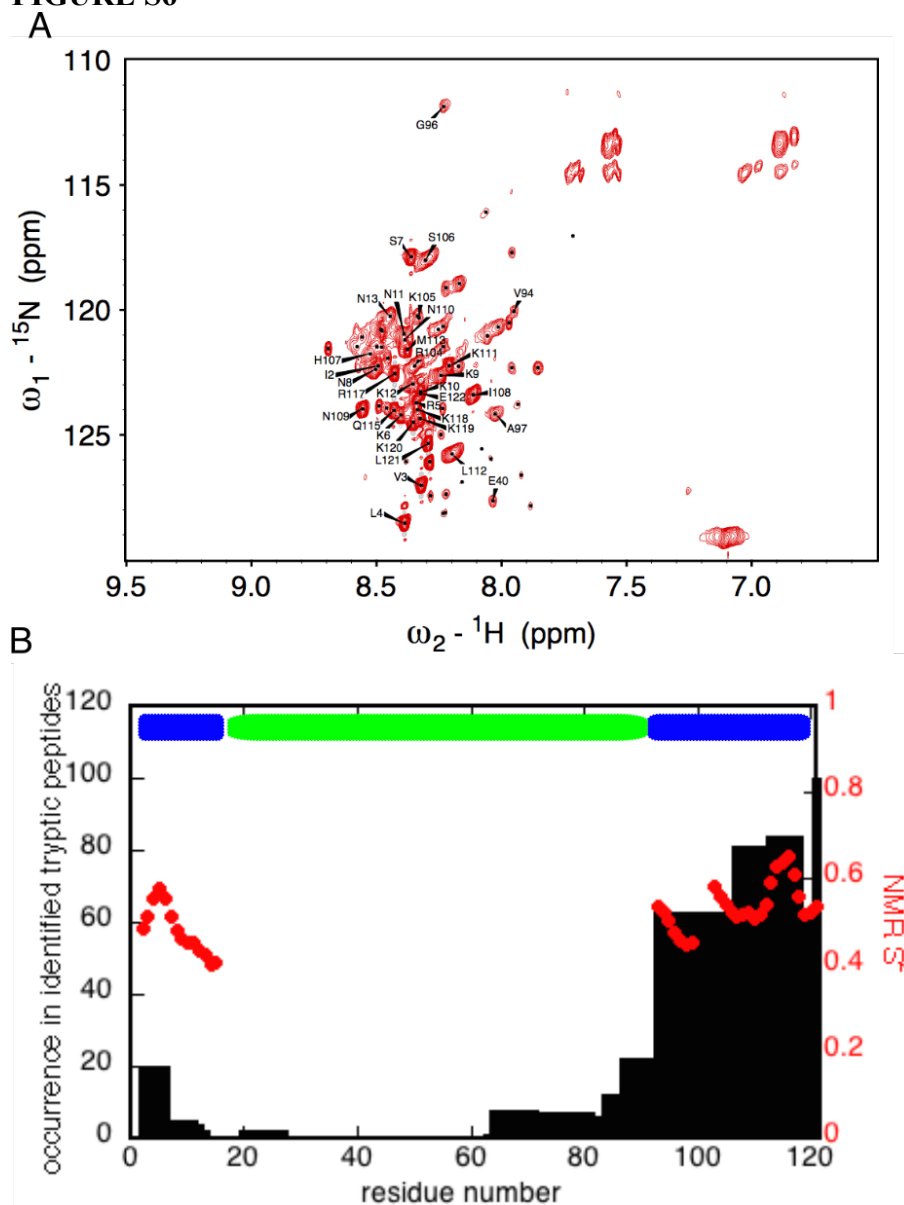 FIGURE S6
A
110
115
120
125
ω1 - 15N (ppm)
G96
S7
S106
N11
K105
N13
N110
V94
M113
R104
H107
K111
I2
K9
N8
K10
R117
K12
E122
I108
R5
N109
K118
Q115
K119
A97
K6
K120
L121
L112
V3
E40
L4
9.5 9.0 8.5 8.0 7.5 7.0
ω2 - 1H (ppm)
B
occurrence in identified tryptic peptides
120
100
80
60
40
20
0
1
0.8
0.6
0.4
0.2
0
NMR S²
0 20 40 60 80 100 120
residue number